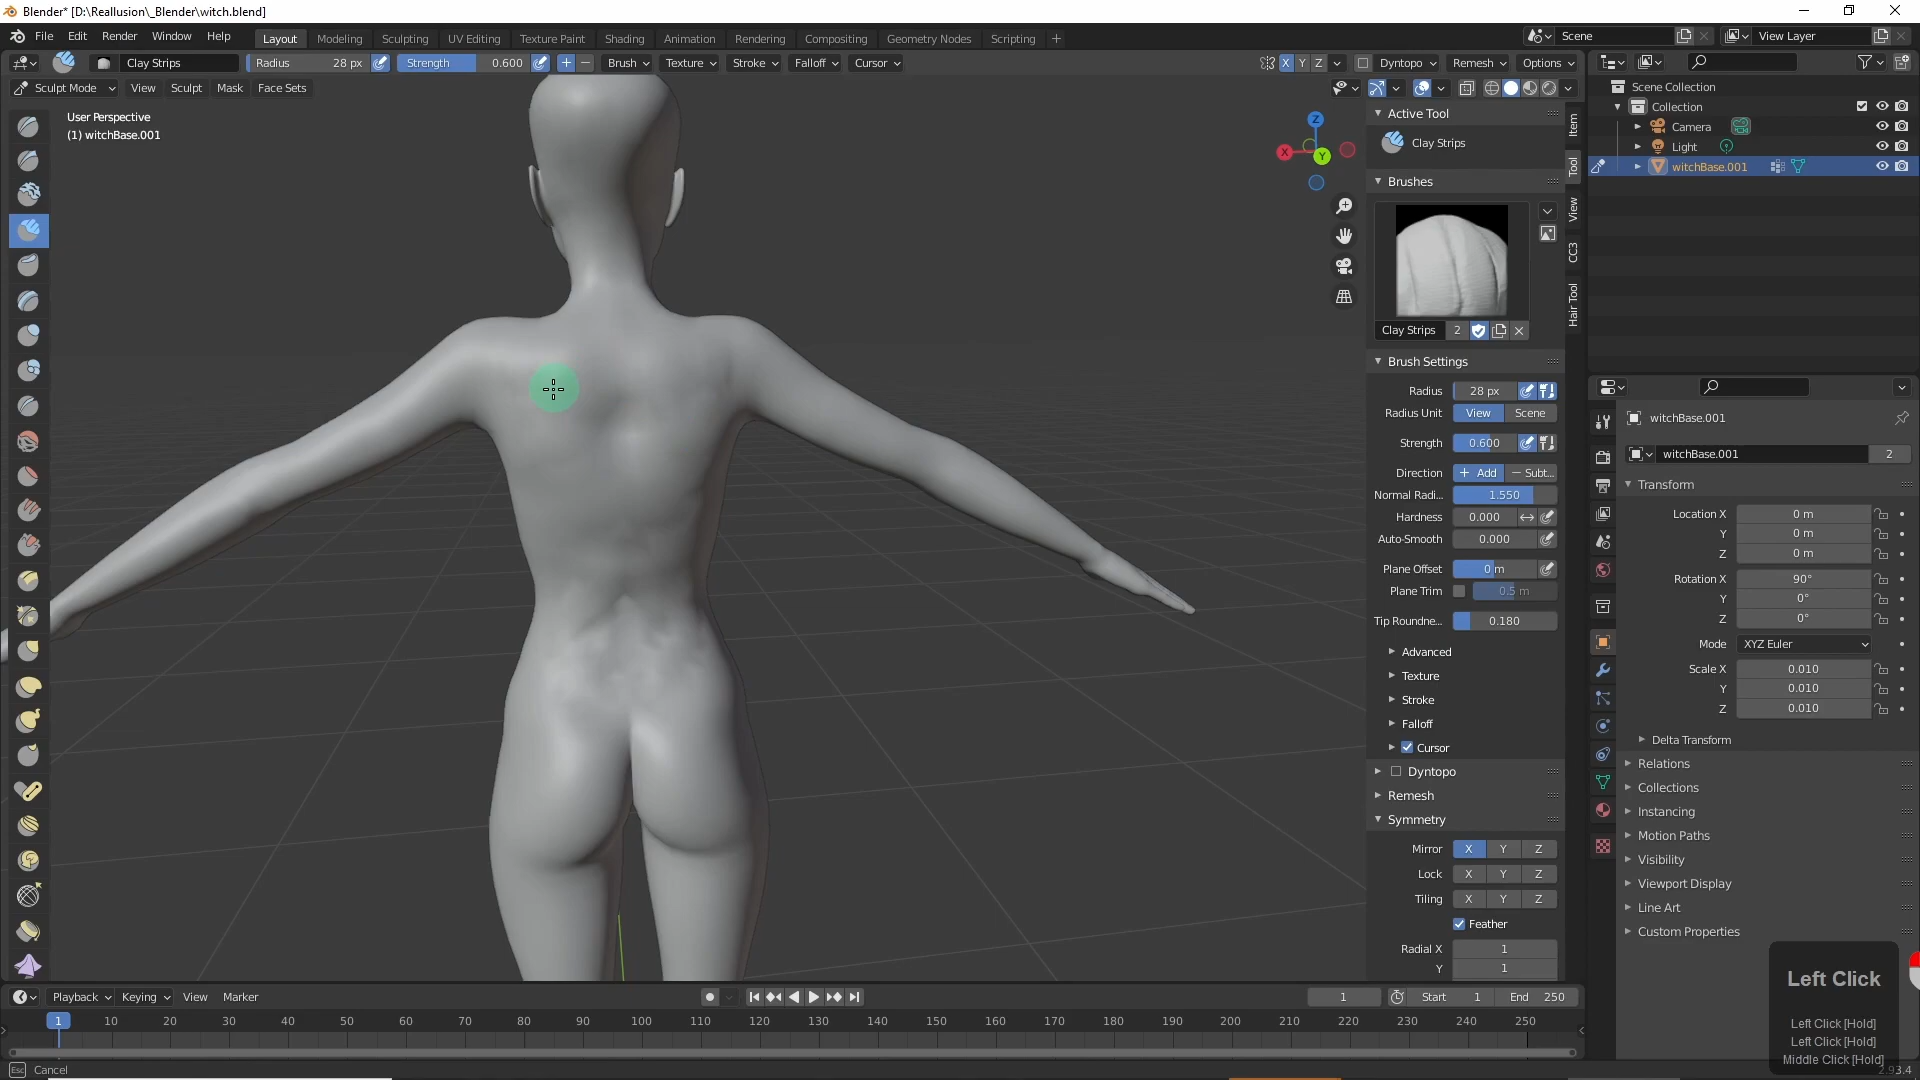 Blender* [D:\Reallusion\_Blender\witch.blend]
File Edit Render Window Help
Layout Modeling Sculpting UV Editing Texture Paint Shading Animation Rendering Compositing Geometry Nodes Scripting +
Scene
View Layer
Clay Strips
Radius 28 px
Strength 0.600
Brush Texture Stroke Falloff Cursor
X Y Z
Dyntopo Remesh Options
Sculpt Mode View Sculpt Mask Face Sets
User Perspective
(1) witchBase.001
Z
X
Y
Active Tool
Clay Strips
Brushes
Clay Strips 2
Brush Settings
Radius 28 px
Radius Unit View Scene
Strength 0.600
Direction + Add − Subt...
Normal Radi... 1.550
Hardness 0.000
Auto-Smooth 0.000
Plane Offset 0 m
Plane Trim 0.5 m
Tip Roundne... 0.180
Advanced
Texture
Stroke
Falloff
Cursor
Dyntopo
Remesh
Symmetry
Mirror X Y Z
Lock X Y Z
Tiling X Y Z
Feather
Radial X 1
Y 1
Item
Tool
View
CC3
Hair Tool
Scene Collection
Collection
Camera
Light
witchBase.001
witchBase.001
witchBase.001 2
Transform
Location X 0 m
Y 0 m
Z 0 m
Rotation X 90°
Y 0°
Z 0°
Mode XYZ Euler
Scale X 0.010
Y 0.010
Z 0.010
Delta Transform
Relations
Collections
Instancing
Motion Paths
Visibility
Viewport Display
Line Art
Custom Properties
Playback Keying View Marker
1
Start 1
End 250
1 10 20 30 40 50 60 70 80 90 100 110 120 130 140 150 160 170 180 190 200 210 220 230 240 250
Left Click
Left Click [Hold]
Left Click [Hold]
Middle Click [Hold]
Esc Cancel
2.93.4